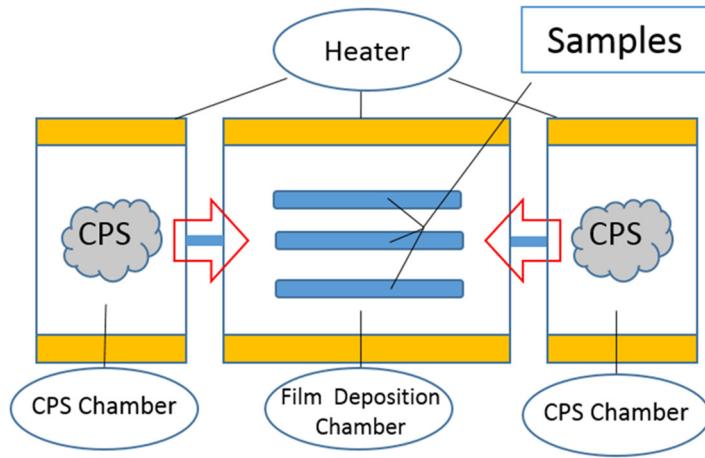 Heater
Samples
CPS
CPS
CPS Chamber
Film Deposition
Chamber
CPS Chamber